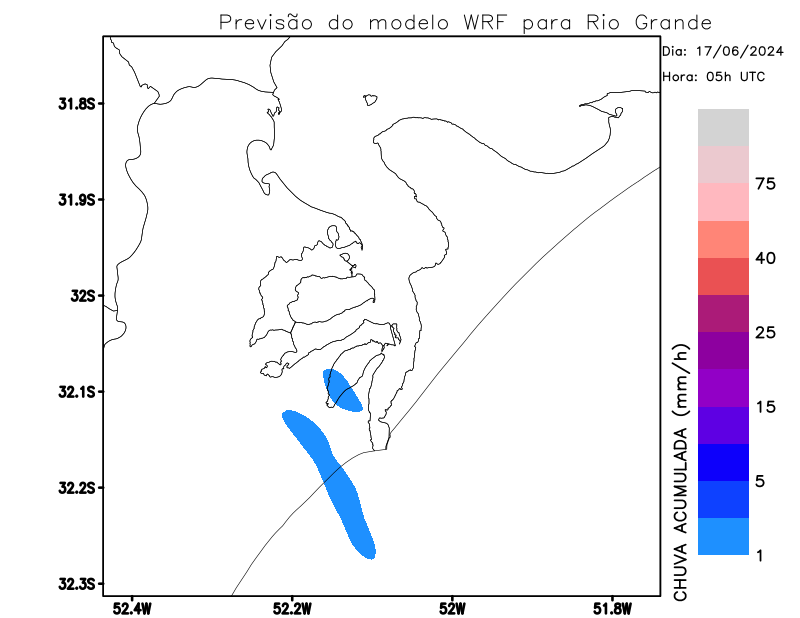 Previsão do modelo WRF para Rio Grande
Dia: 17/06/2024
Hora: 05h UTC
31.8S
31.9S
32S
32.1S
32.2S
32.3S
52.4W
52.2W
52W
51.8W
CHUVA ACUMULADA (mm/h)
75
40
25
15
5
1